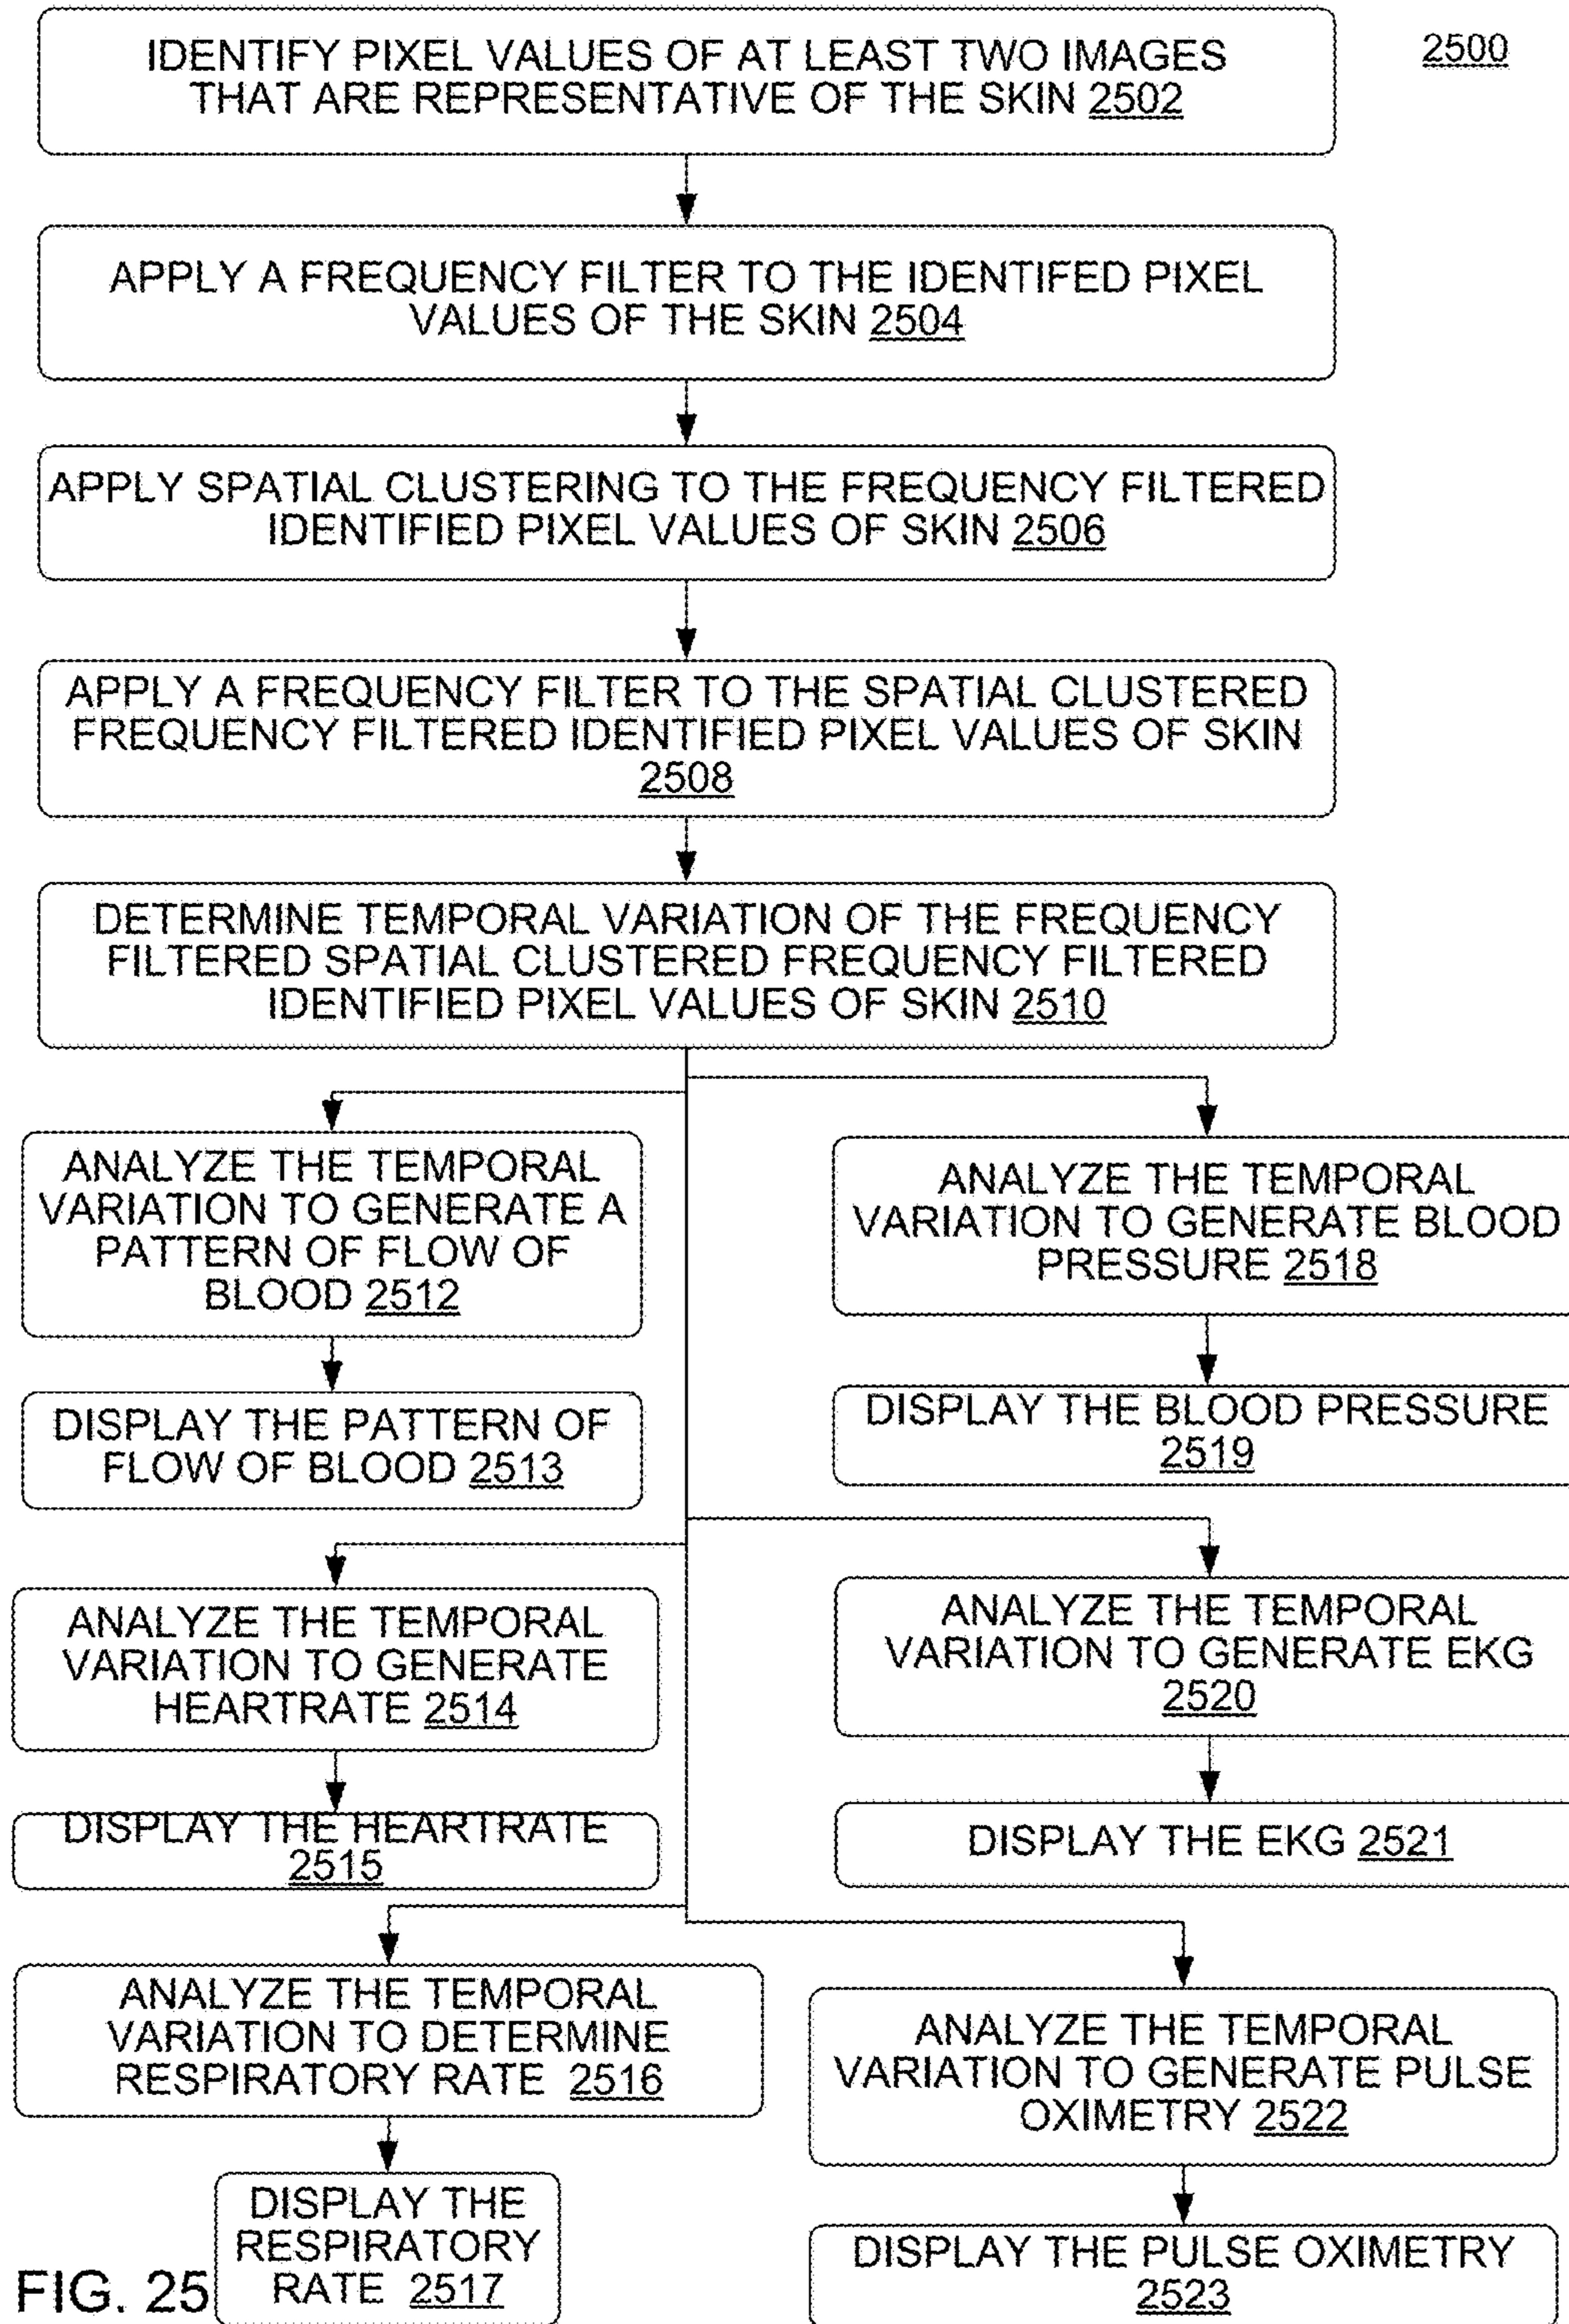 2500
IDENTIFY PIXEL VALUES OF AT LEAST TWO IMAGES
THAT ARE REPRESENTATIVE OF THE SKIN 2502
APPLY A FREQUENCY FILTER TO THE IDENTIFED PIXEL
VALUES OF THE SKIN 2504
APPLY SPATIAL CLUSTERING TO THE FREQUENCY FILTERED
IDENTIFIED PIXEL VALUES OF SKIN 2506
APPLY A FREQUENCY FILTER TO THE SPATIAL CLUSTERED
FREQUENCY FILTERED IDENTIFIED PIXEL VALUES OF SKIN
2508
DETERMINE TEMPORAL VARIATION OF THE FREQUENCY
FILTERED SPATIAL CLUSTERED FREQUENCY FILTERED
IDENTIFIED PIXEL VALUES OF SKIN 2510
ANALYZE THE TEMPORAL
VARIATION TO GENERATE A
PATTERN OF FLOW OF
BLOOD 2512
DISPLAY THE PATTERN OF
FLOW OF BLOOD 2513
ANALYZE THE TEMPORAL
VARIATION TO GENERATE BLOOD
PRESSURE 2518
DISPLAY THE BLOOD PRESSURE
2519
ANALYZE THE TEMPORAL
VARIATION TO GENERATE
HEARTRATE 2514
DISPLAY THE HEARTRATE
2515
ANALYZE THE TEMPORAL
VARIATION TO GENERATE EKG
2520
DISPLAY THE EKG 2521
ANALYZE THE TEMPORAL
VARIATION TO DETERMINE
RESPIRATORY RATE 2516
DISPLAY THE
RESPIRATORY
RATE 2517
ANALYZE THE TEMPORAL
VARIATION TO GENERATE PULSE
OXIMETRY 2522
DISPLAY THE PULSE OXIMETRY
2523
FIG. 25